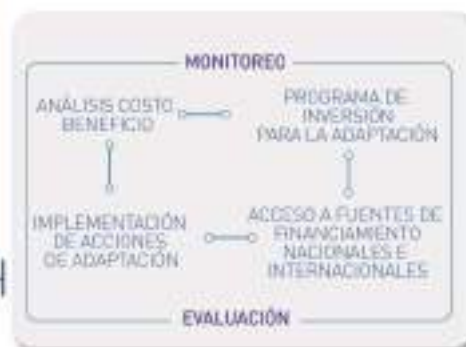 MONITOREO
ANÁLISIS COSTO
BENEFICIO
PROGRAMA DE
INVERSIÓN
PARA LA ADAPTACIÓN
IMPLEMENTACIÓN
DE ACCIONES
DE ADAPTACIÓN
ACCESO A FUENTES DE
FINANCIAMIENTO
NACIONALES E
INTERNACIONALES
EVALUACIÓN